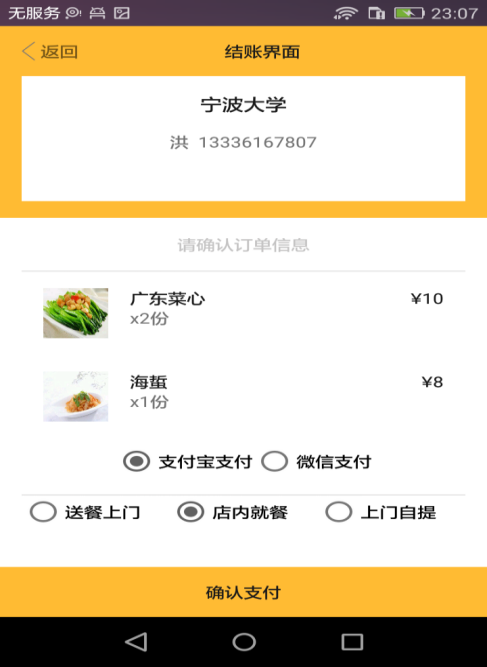 无服务 23:07
返回 结账界面
宁波大学
洪 13336167807
请确认订单信息
广东菜心 ¥10
x2份
海蜇 ¥8
x1份
支付宝支付 微信支付
送餐上门 店内就餐 上门自提
确认支付